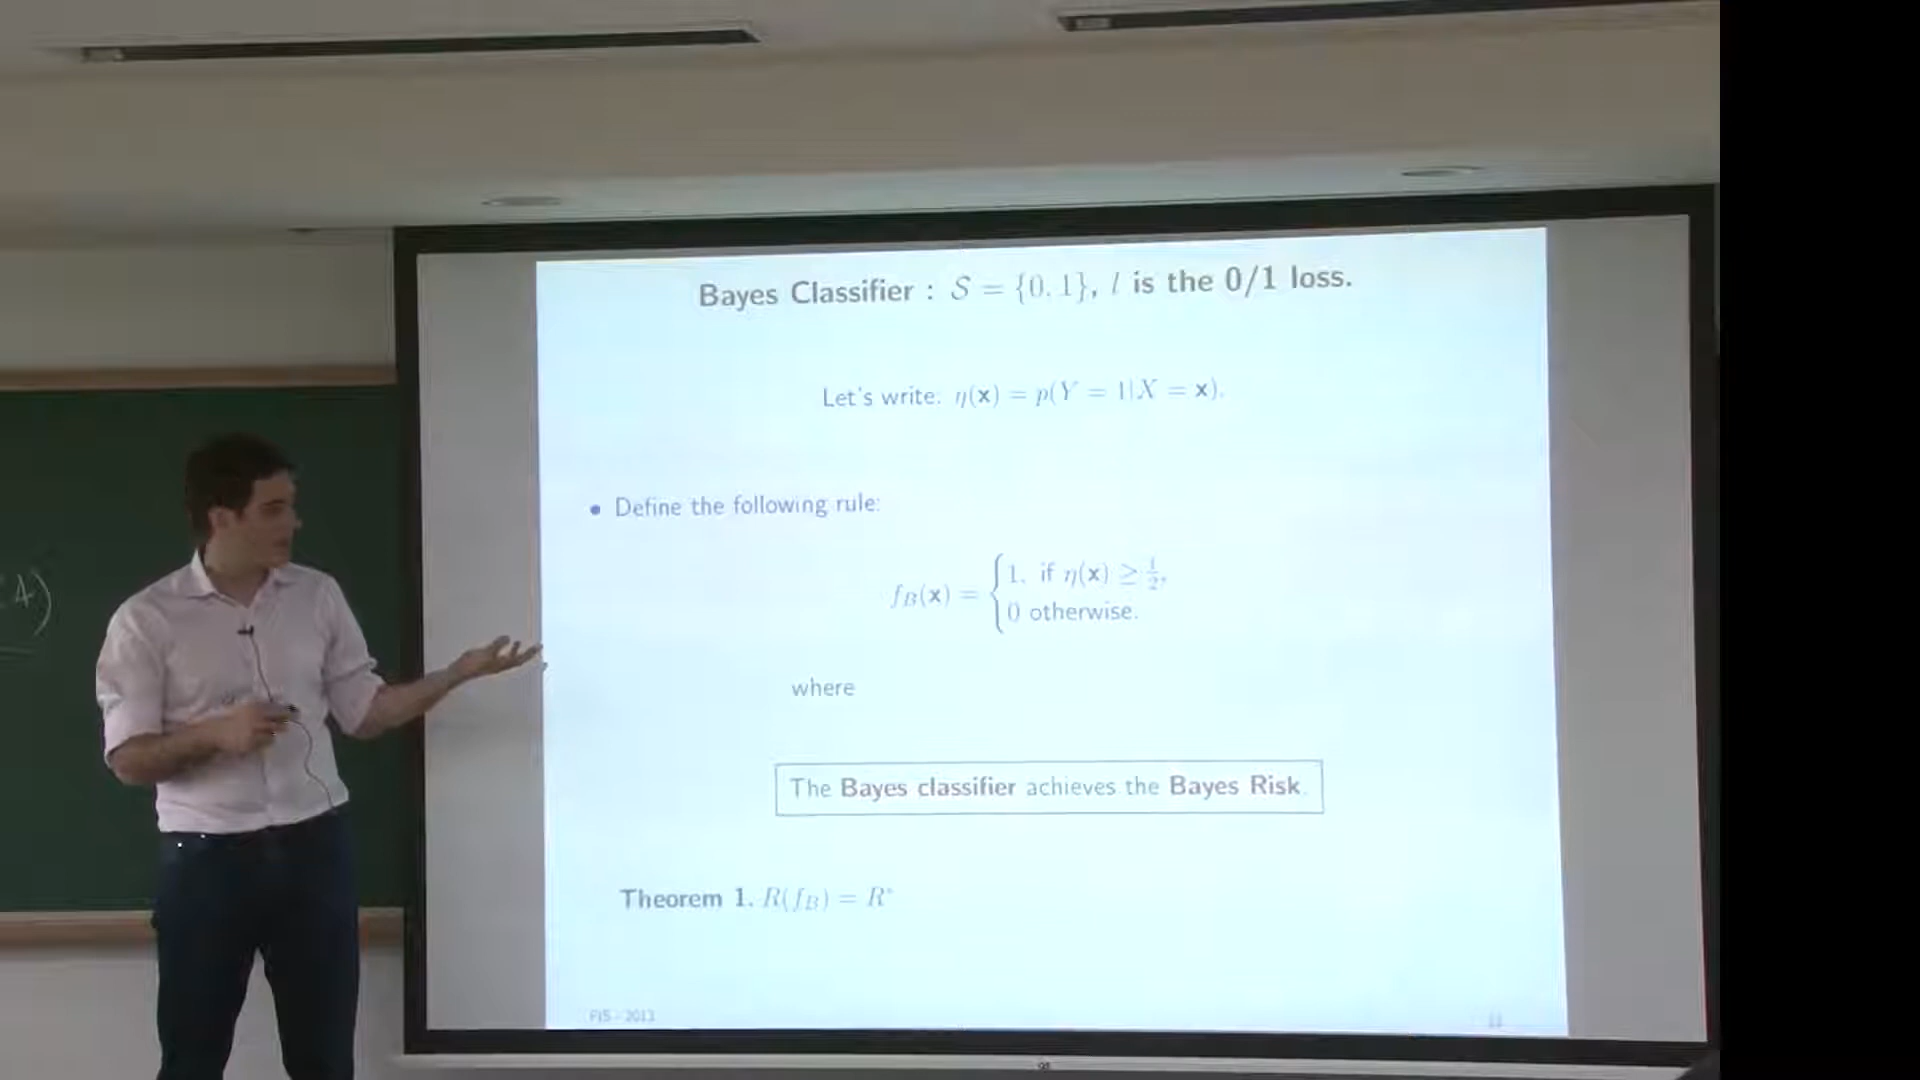 Bayes Classifier : S = {0, 1}, l is the 0/1 loss.
Let's write: η(x) = p(Y = 1|X = x).
• Define the following rule:
f_B(x) = {1, if η(x) ≥ 1/2,
0 otherwise.
where
The Bayes classifier achieves the Bayes Risk.
Theorem 1. R(f_B) = R*
4)